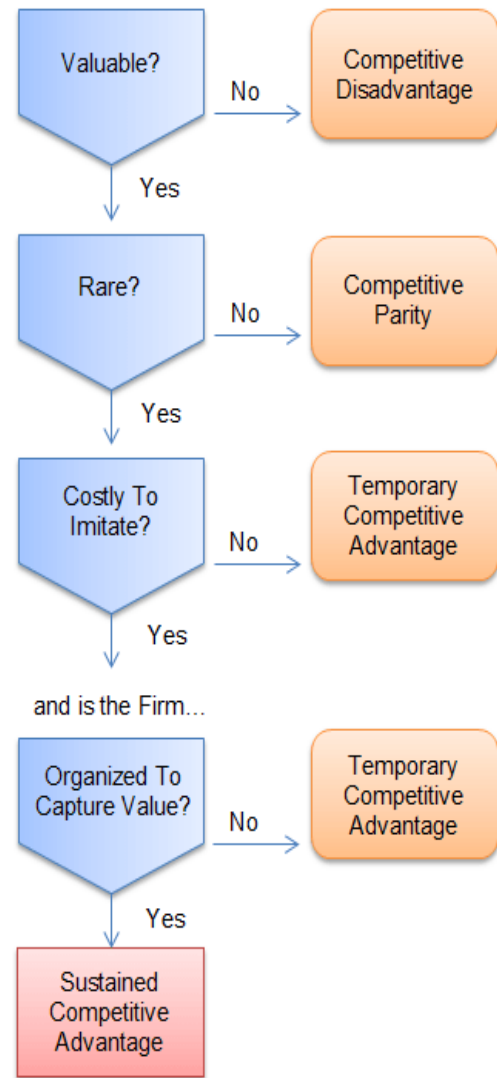 Valuable?
No
Competitive
Disadvantage
Yes
Rare?
No
Competitive
Parity
Yes
Costly To
Imitate?
No
Temporary
Competitive
Advantage
Yes
and is the Firm...
Organized To
Capture Value?
No
Temporary
Competitive
Advantage
Yes
Sustained
Competitive
Advantage